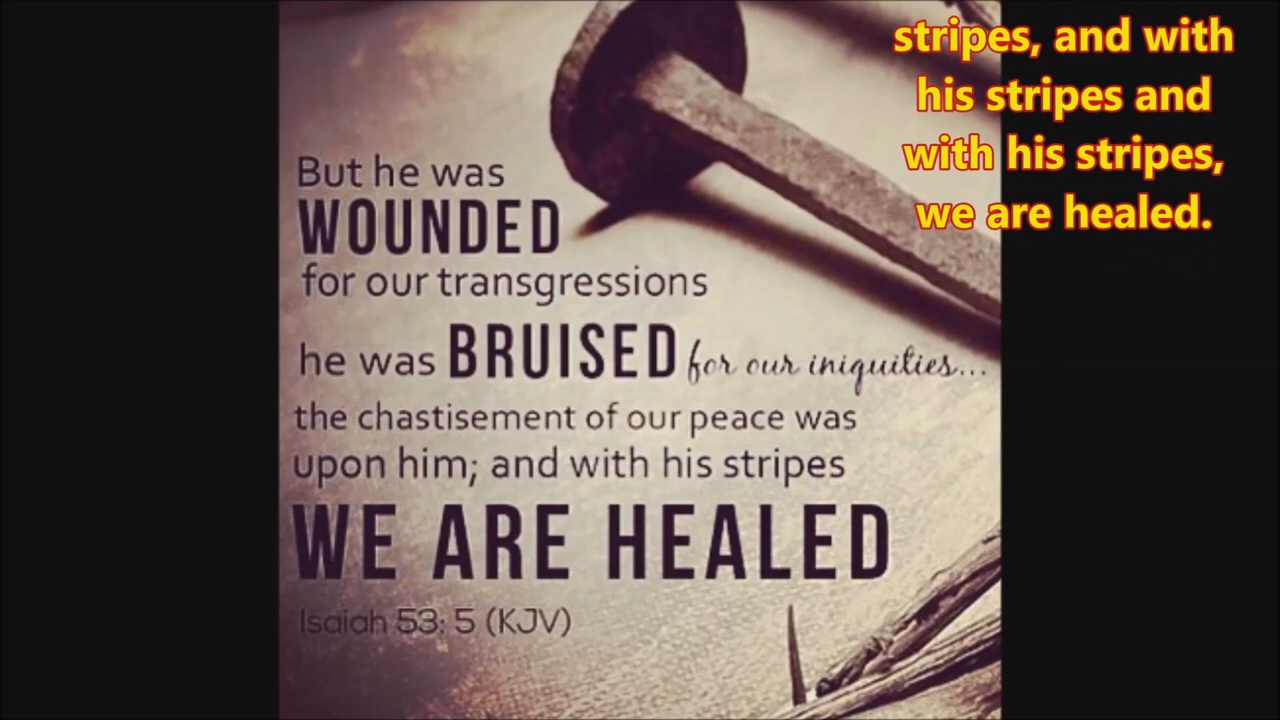 stripes, and with
his stripes and
with his stripes,
we are healed.
But he was
WOUNDED
for our transgressions
he was BRUISED for our iniquities...
the chastisement of our peace was
upon him; and with his stripes
WE ARE HEALED
Isaiah 53: 5 (KJV)